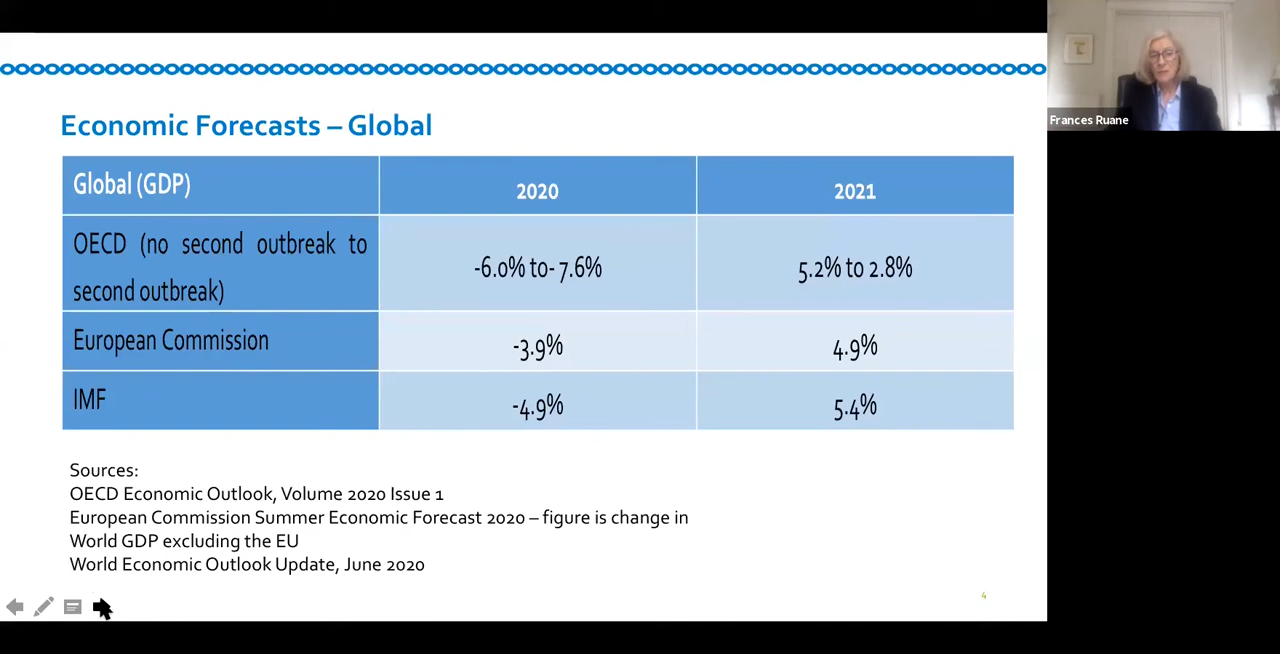 Economic Forecasts – Global
Global (GDP) 2020 2021
OECD (no second outbreak to
second outbreak) -6.0% to- 7.6% 5.2% to 2.8%
European Commission -3.9% 4.9%
IMF -4.9% 5.4%
Sources:
OECD Economic Outlook, Volume 2020 Issue 1
European Commission Summer Economic Forecast 2020 – figure is change in
World GDP excluding the EU
World Economic Outlook Update, June 2020
4
Frances Ruane